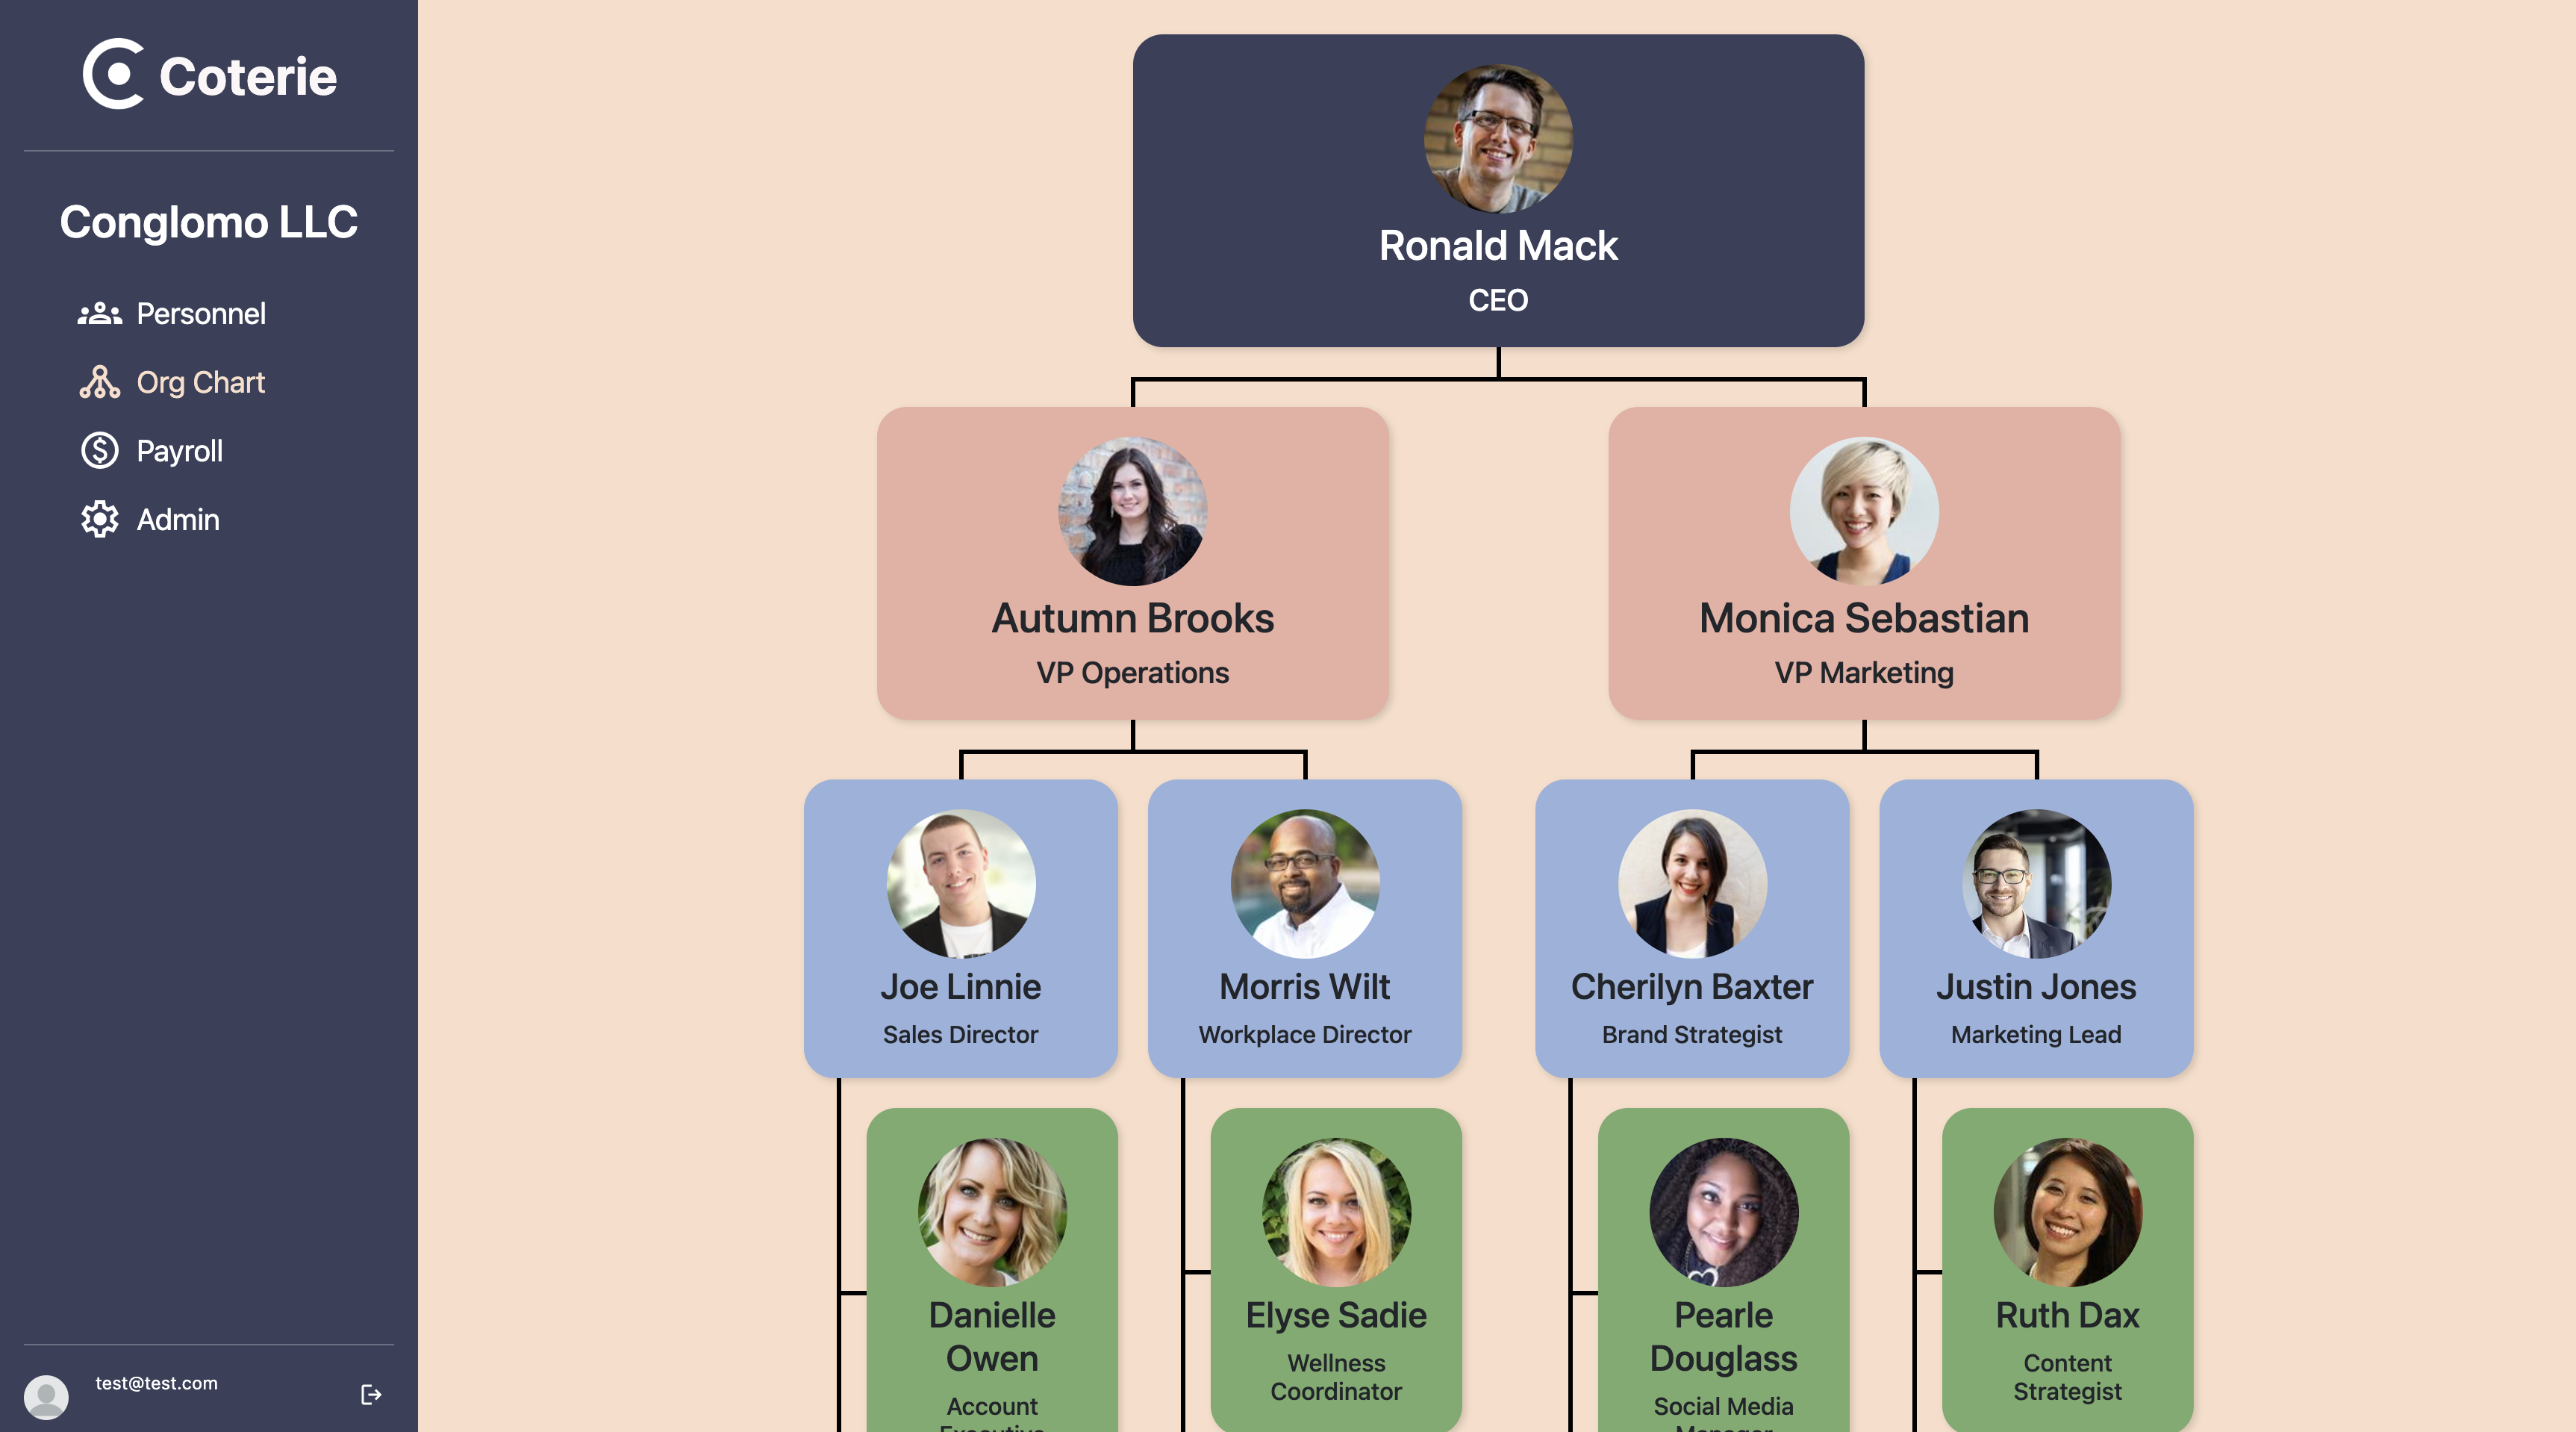 Coterie
Conglomo LLC
Personnel
Org Chart
Payroll
Admin
test@test.com
Ronald Mack
CEO
Autumn Brooks
VP Operations
Monica Sebastian
VP Marketing
Joe Linnie
Sales Director
Morris Wilt
Workplace Director
Cherilyn Baxter
Brand Strategist
Justin Jones
Marketing Lead
Danielle
Owen
Account
Executive
Elyse Sadie
Wellness
Coordinator
Pearle
Douglass
Social Media
Manager
Ruth Dax
Content
Strategist